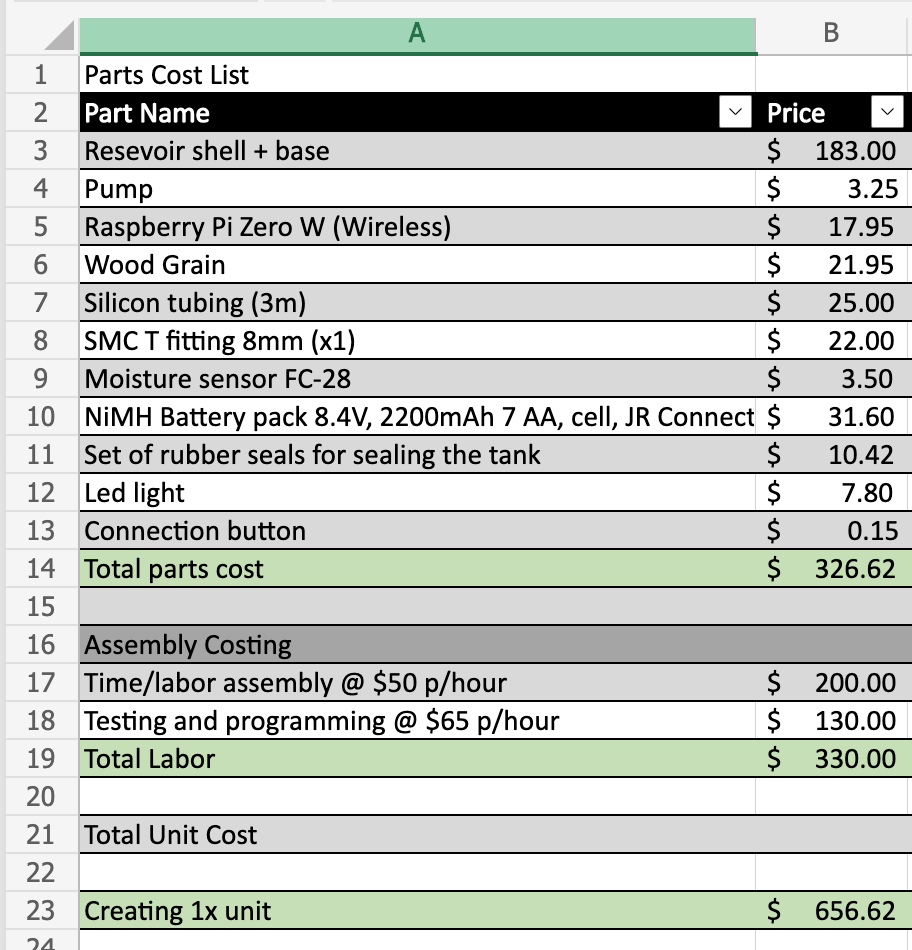 A B
1 Parts Cost List
2 Part Name Price
3 Resevoir shell + base $ 183.00
4 Pump $ 3.25
5 Raspberry Pi Zero W (Wireless) $ 17.95
6 Wood Grain $ 21.95
7 Silicon tubing (3m) $ 25.00
8 SMC T fitting 8mm (x1) $ 22.00
9 Moisture sensor FC-28 $ 3.50
10 NiMH Battery pack 8.4V, 2200mAh 7 AA, cell, JR Connect $ 31.60
11 Set of rubber seals for sealing the tank $ 10.42
12 Led light $ 7.80
13 Connection button $ 0.15
14 Total parts cost $ 326.62
15
16 Assembly Costing
17 Time/labor assembly @ $50 p/hour $ 200.00
18 Testing and programming @ $65 p/hour $ 130.00
19 Total Labor $ 330.00
20
21 Total Unit Cost
22
23 Creating 1x unit $ 656.62
24